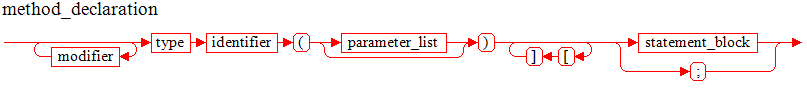 method_declaration
modifier type identifier ( parameter_list ) ] [ statement_block ;